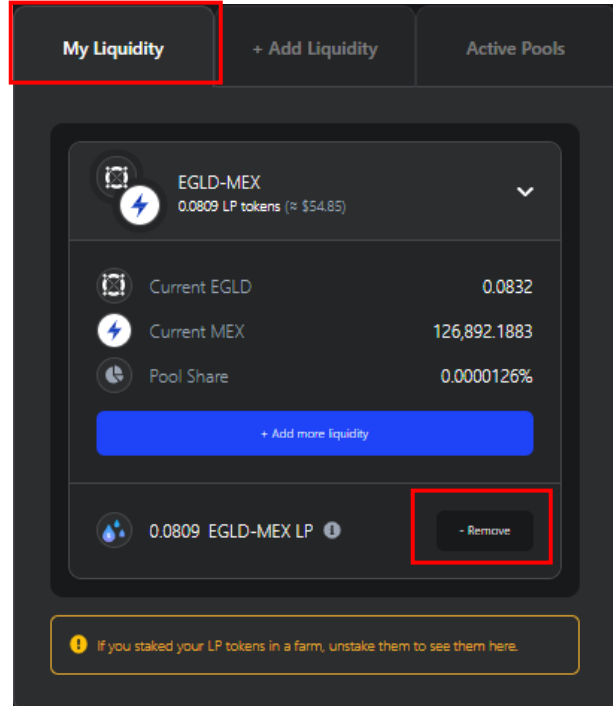 My Liquidity + Add Liquidity Active Pools
EGLD-MEX
0.0809 LP tokens (≈ $54.85)
Current EGLD 0.0832
Current MEX 126,892.1883
Pool Share 0.0000126%
+ Add more liquidity
0.0809 EGLD-MEX LP - Remove
If you staked your LP tokens in a farm, unstake them to see them here.